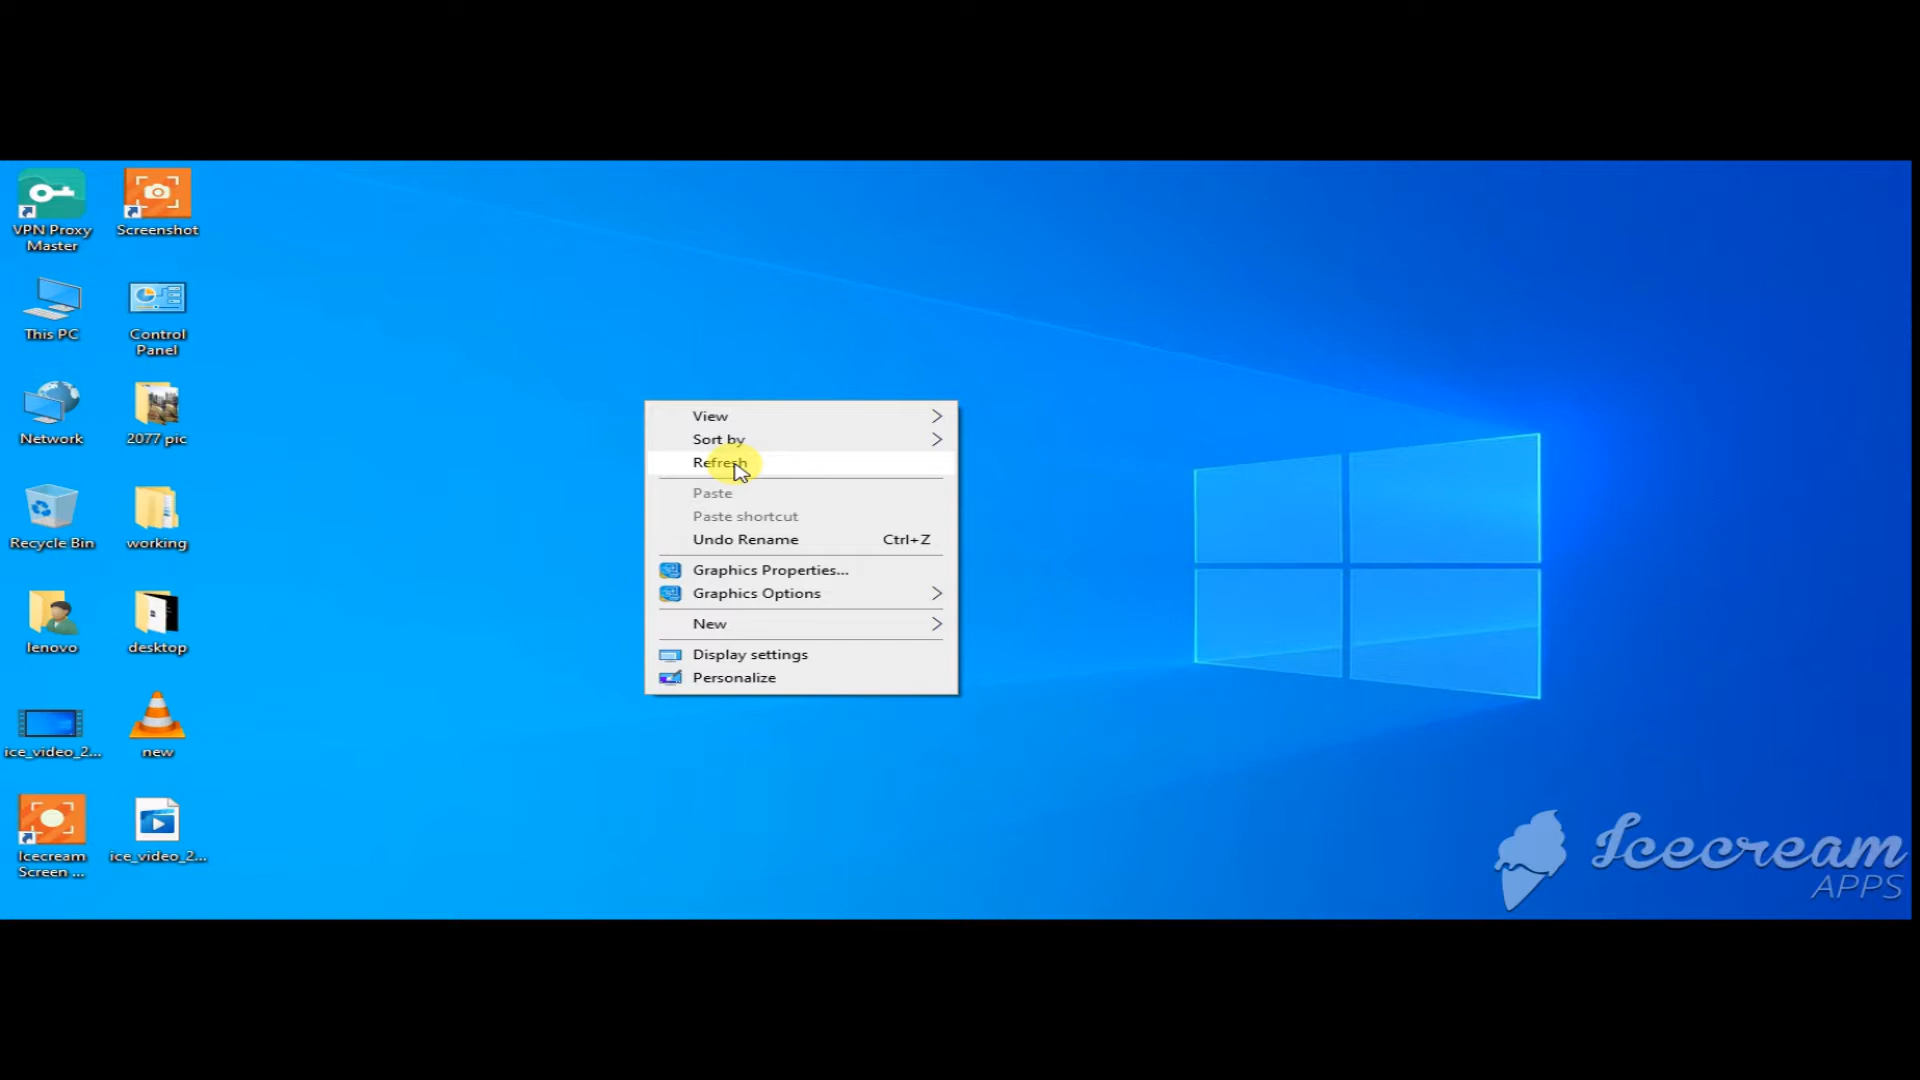 VPN Proxy
Master
Screenshot
This PC
Control
Panel
Network
2077 pic
Recycle Bin
working
lenovo
desktop
ice_video_2...
new
Icecream
Screen ...
ice_video_2...
View
Sort by
Refresh
Paste
Paste shortcut
Undo Rename Ctrl+Z
Graphics Properties...
Graphics Options
New
Display settings
Personalize
Icecream
APPS